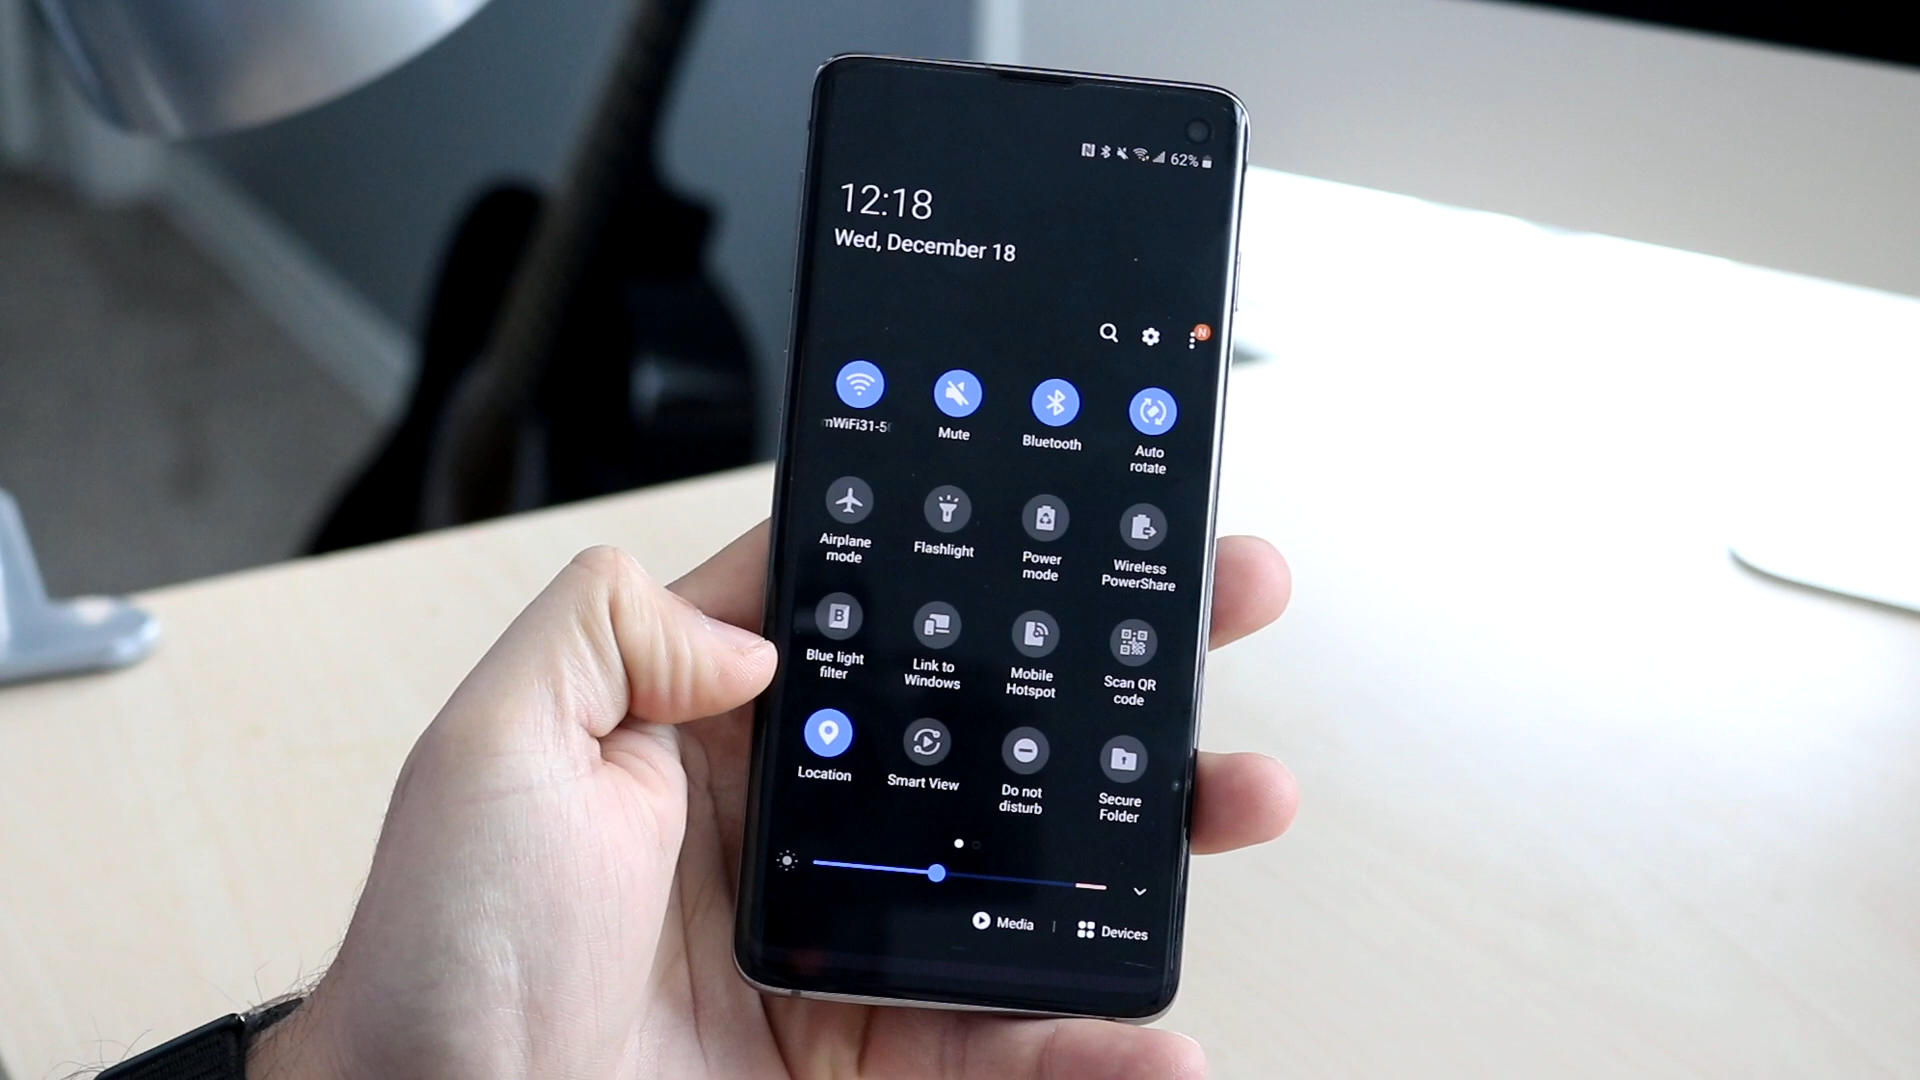 62%
12:18
Wed, December 18
N
mWiFi31-5
Mute
Bluetooth
Auto
rotate
Airplane
mode
Flashlight
Power
mode
Wireless
PowerShare
Blue light
filter
Link to
Windows
Mobile
Hotspot
Scan QR
code
Location
Smart View
Do not
disturb
Secure
Folder
Media | Devices